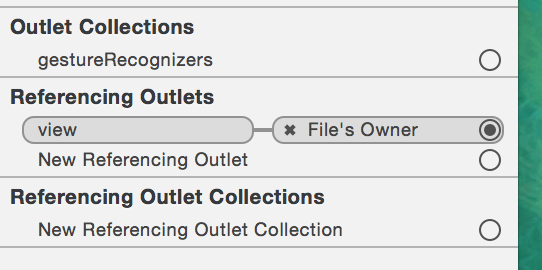 Outlet Collections
gestureRecognizers
Referencing Outlets
view ✖ File's Owner
New Referencing Outlet
Referencing Outlet Collections
New Referencing Outlet Collection